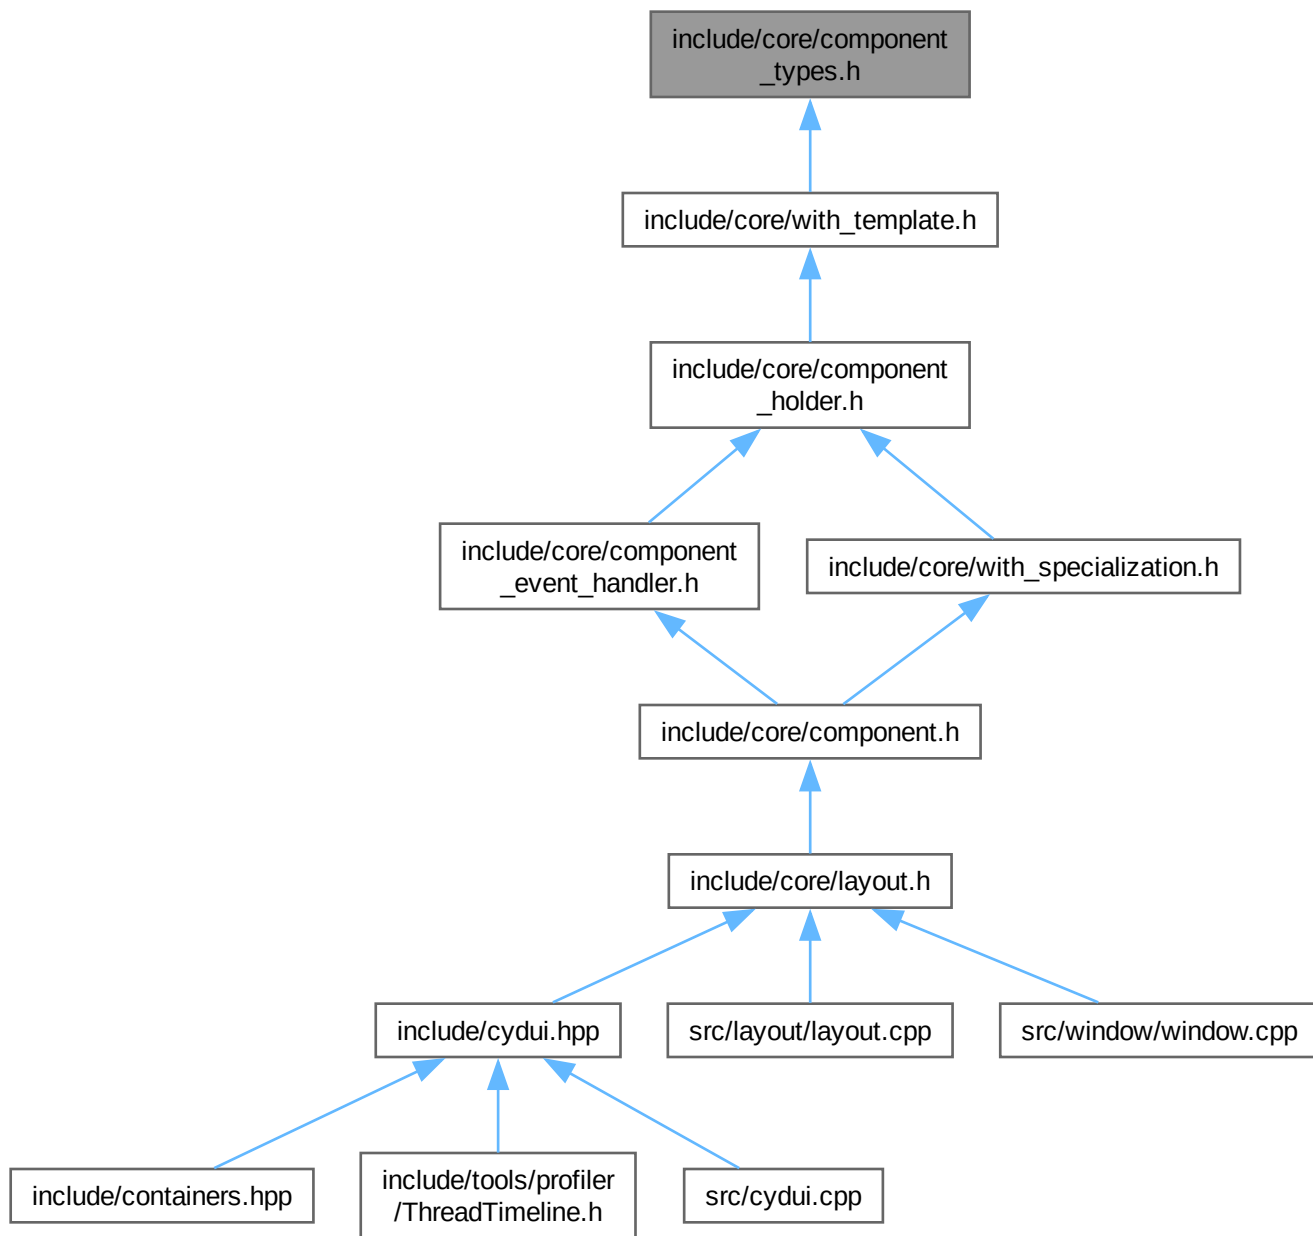 include/core/component
_types.h
include/core/with_template.h
include/core/component
_holder.h
include/core/component
_event_handler.h
include/core/with_specialization.h
include/core/component.h
include/core/layout.h
include/cydui.hpp
src/layout/layout.cpp
src/window/window.cpp
include/containers.hpp
include/tools/profiler
/ThreadTimeline.h
src/cydui.cpp